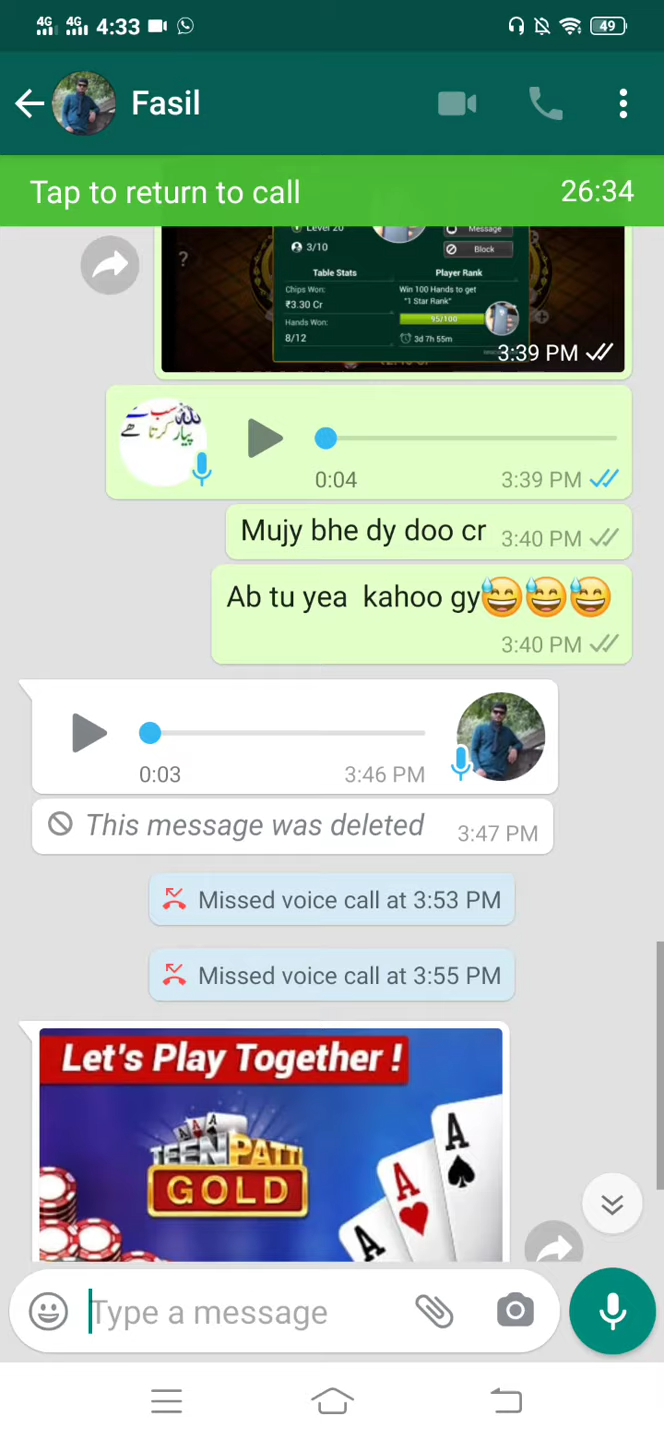 4G 4G 4:33 49
Fasil
Tap to return to call 26:34
Level 20
Message
3/10
Block
?
Table Stats
Player Rank
Chips Won:
Win 100 Hands to get
₹3.30 Cr
"1 Star Rank"
Hands Won:
95/100
8/12
3d 7h 55m
3:39 PM
0:04 3:39 PM
Mujy bhe dy doo cr 3:40 PM
Ab tu yea kahoo gy😅😅😅
3:40 PM
0:03 3:46 PM
This message was deleted 3:47 PM
Missed voice call at 3:53 PM
Missed voice call at 3:55 PM
Let's Play Together !
TEEN PATTI
GOLD
A
A
A
Type a message